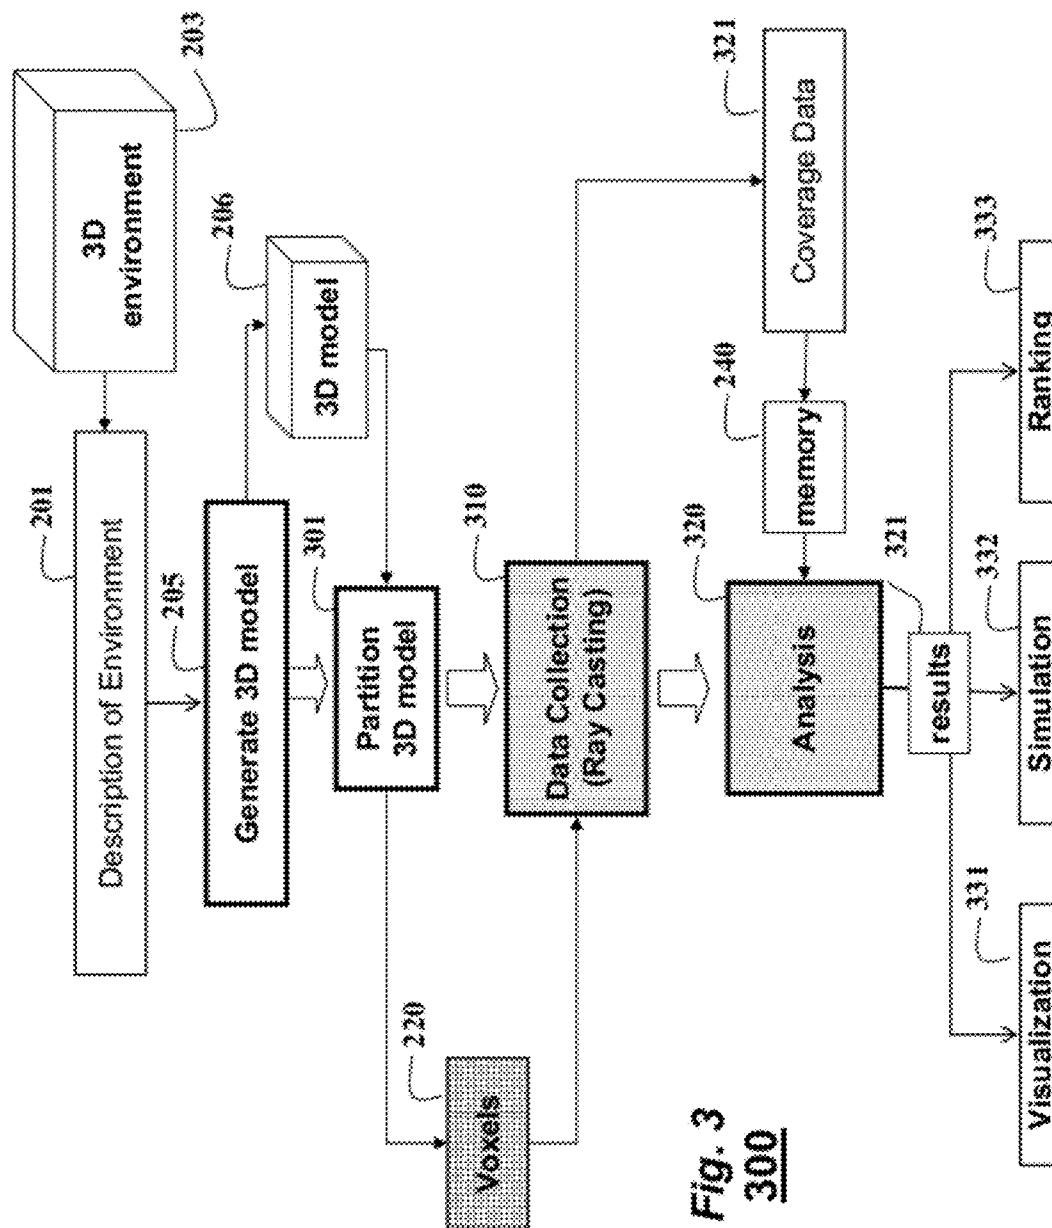 203
3D
environment
201
Description of Environment
206
3D model
205
Generate 3D model
301
Partition
3D model
220
Voxels
310
Data Collection
(Ray Casting)
321
Coverage Data
240
memory
320
Analysis
321
results
331
Visualization
332
Simulation
333
Ranking
Fig. 3
300